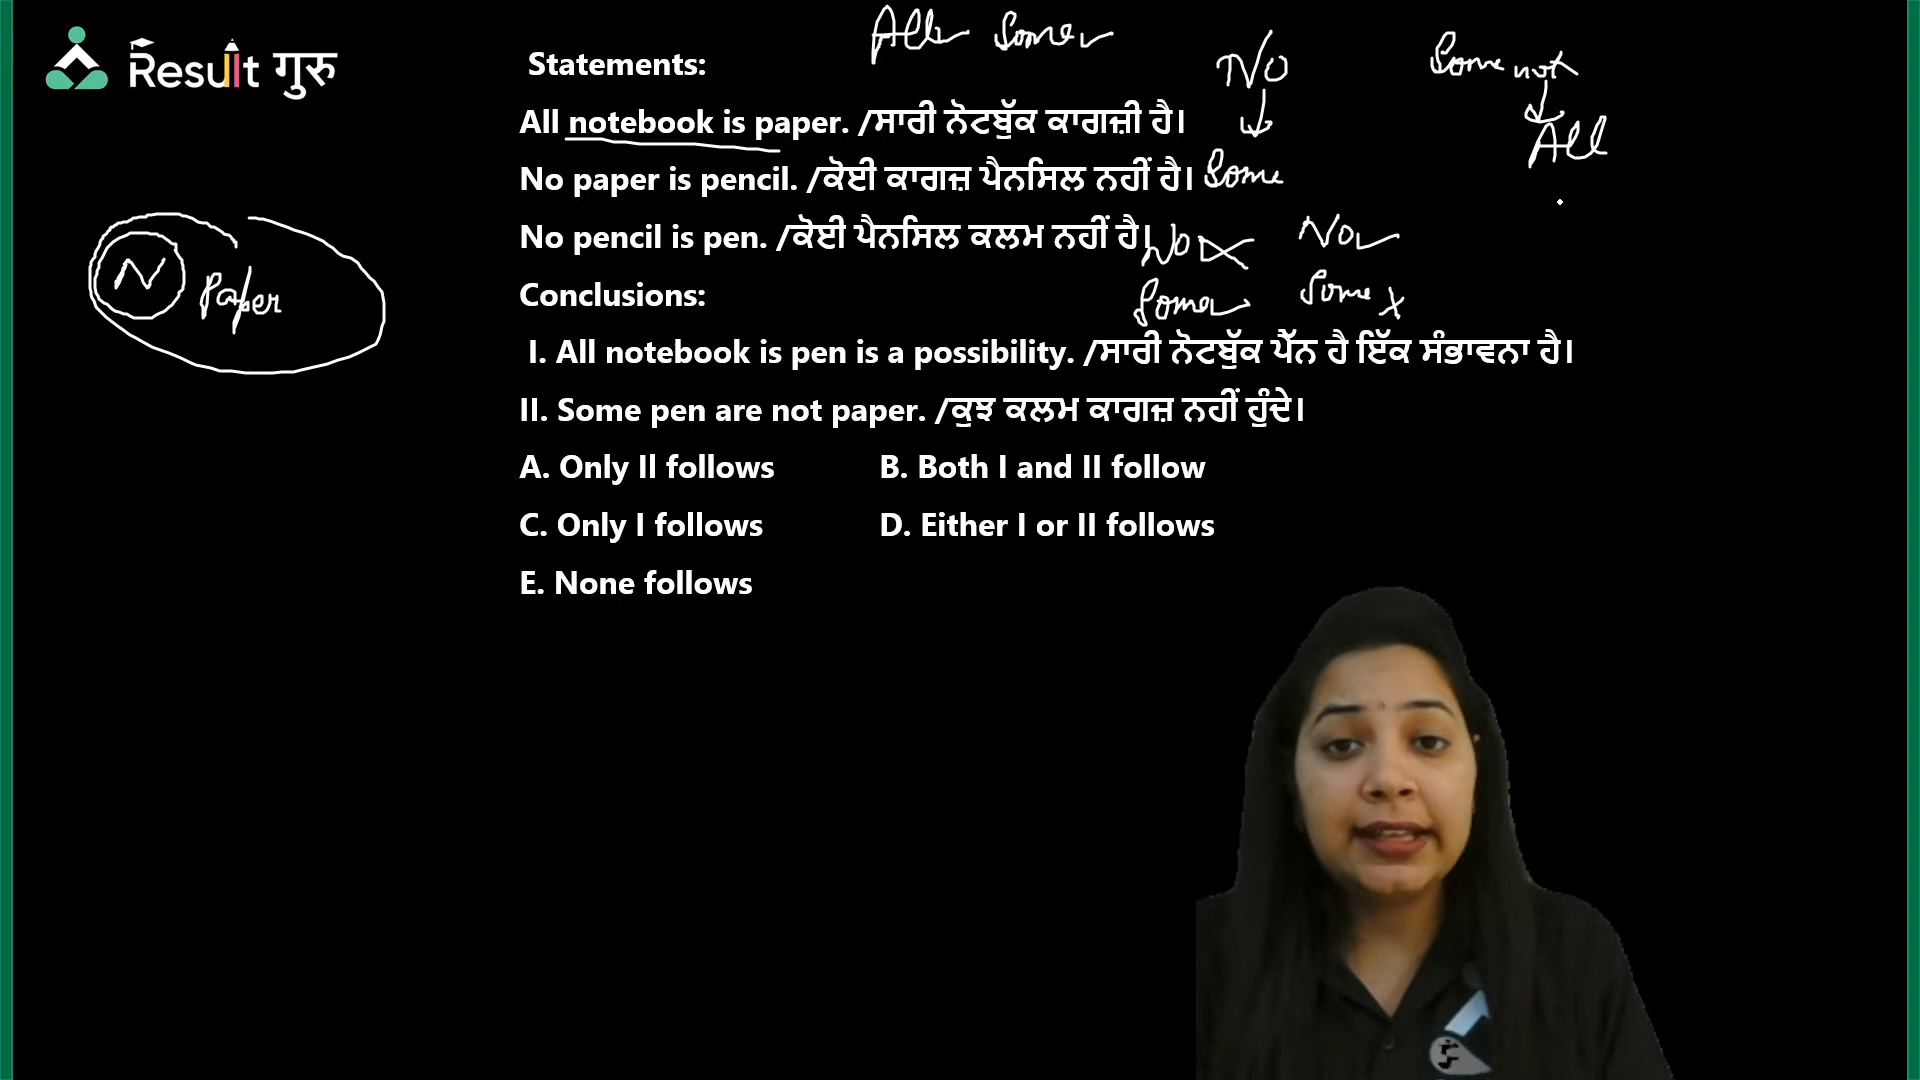 Result गुरु
All Some
No
Some not
All
Some
No No
Some Some
N Paper
Statements:
All notebook is paper. /ਸਾਰੀ ਨੋਟਬੁੱਕ ਕਾਗਜ਼ੀ ਹੈ।
No paper is pencil. /ਕੋਈ ਕਾਗਜ਼ ਪੈਨਸਿਲ ਨਹੀਂ ਹੈ।
No pencil is pen. /ਕੋਈ ਪੈਨਸਿਲ ਕਲਮ ਨਹੀਂ ਹੈ।
Conclusions:
I. All notebook is pen is a possibility. /ਸਾਰੀ ਨੋਟਬੁੱਕ ਪੈੱਨ ਹੈ ਇੱਕ ਸੰਭਾਵਨਾ ਹੈ।
II. Some pen are not paper. /ਕੁਝ ਕਲਮ ਕਾਗਜ਼ ਨਹੀਂ ਹੁੰਦੇ।
A. Only Il follows B. Both I and II follow
C. Only I follows D. Either I or II follows
E. None follows